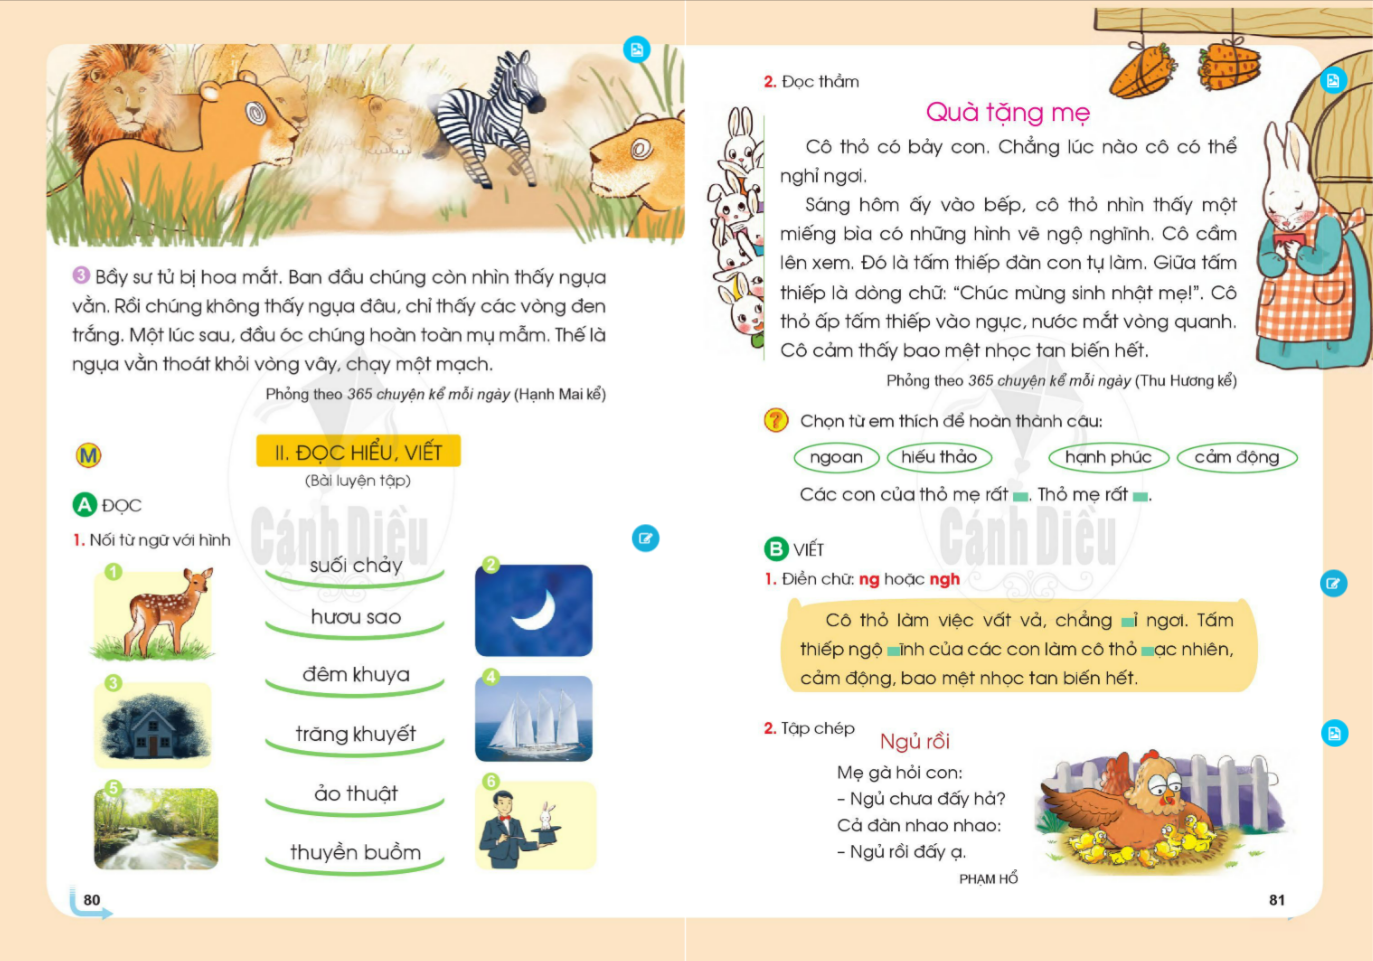 3 Bầy sư tử bị hoa mắt. Ban đầu chúng còn nhìn thấy ngựa
vằn. Rồi chúng không thấy ngựa đâu, chỉ thấy các vòng đen
trắng. Một lúc sau, đầu óc chúng hoàn toàn mụ mẫm. Thế là
ngựa vằn thoát khỏi vòng vây, chạy một mạch.
Phỏng theo 365 chuyện kể mỗi ngày (Hạnh Mai kể)
M
II. ĐỌC HIỂU, VIẾT
(Bài luyện tập)
A ĐỌC
1. Nối từ ngữ với hình
1
2
3
4
5
6
suối chảy
hươu sao
đêm khuya
trăng khuyết
ảo thuật
thuyền buồm
Cánh Diều
80
2. Đọc thầm
Quà tặng mẹ
Cô thỏ có bảy con. Chẳng lúc nào cô có thể
nghỉ ngơi.
Sáng hôm ấy vào bếp, cô thỏ nhìn thấy một
miếng bìa có những hình vẽ ngộ nghĩnh. Cô cầm
lên xem. Đó là tấm thiếp đàn con tự làm. Giữa tấm
thiếp là dòng chữ: “Chúc mừng sinh nhật mẹ!”. Cô
thỏ ấp tấm thiếp vào ngực, nước mắt vòng quanh.
Cô cảm thấy bao mệt nhọc tan biến hết.
Phỏng theo 365 chuyện kể mỗi ngày (Thu Hương kể)
? Chọn từ em thích để hoàn thành câu:
ngoan hiếu thảo hạnh phúc cảm động
Các con của thỏ mẹ rất . Thỏ mẹ rất .
Cánh Diều
B VIẾT
1. Điền chữ: ng hoặc ngh
Cô thỏ làm việc vất vả, chẳng ỉ ngơi. Tấm
thiếp ngộ ĩnh của các con làm cô thỏ ạc nhiên,
cảm động, bao mệt nhọc tan biến hết.
2. Tập chép
Ngủ rồi
Mẹ gà hỏi con:
– Ngủ chưa đấy hả?
Cả đàn nhao nhao:
– Ngủ rồi đấy ạ.
PHẠM HỔ
81